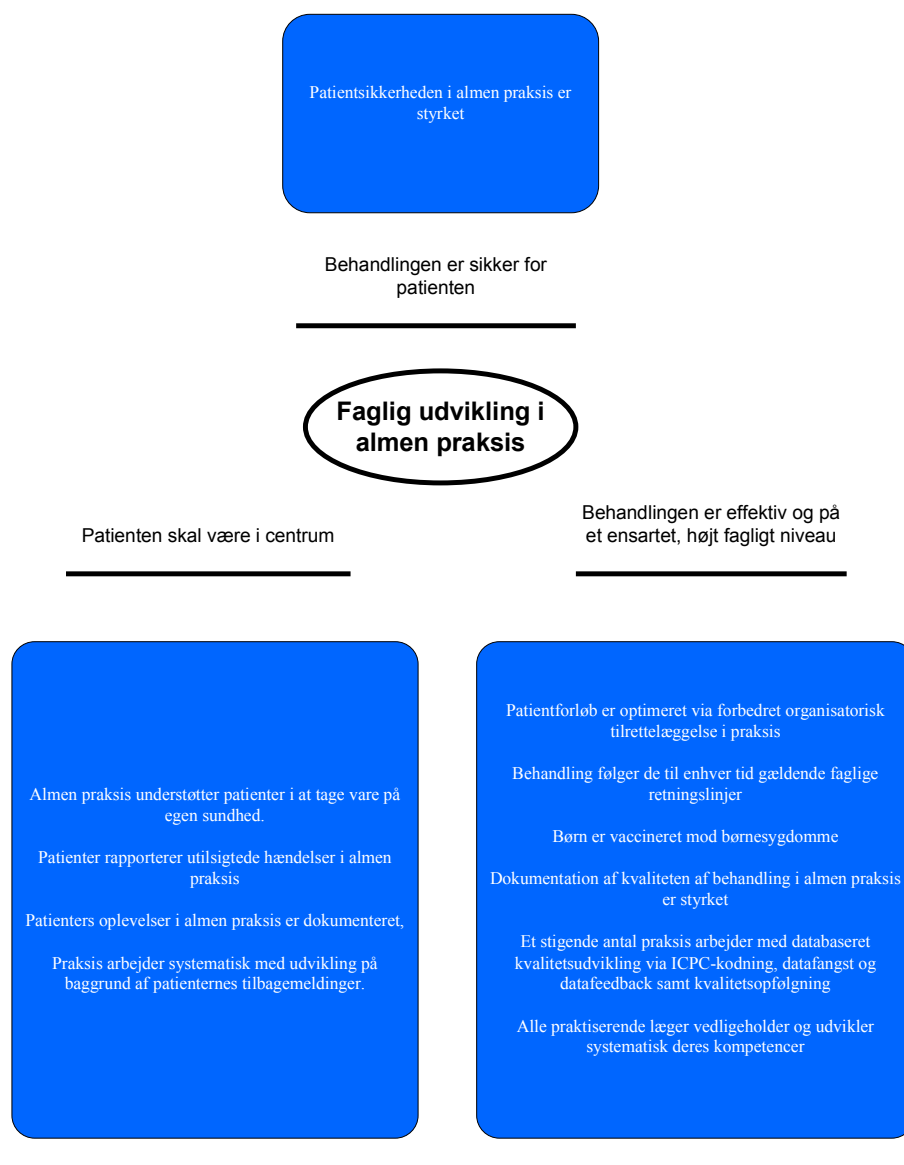 Patientsikkerheden i almen praksis er
styrket
Behandlingen er sikker for
patienten
Faglig udvikling i
almen praksis
Patienten skal være i centrum
Behandlingen er effektiv og på
et ensartet, højt fagligt niveau
Almen praksis understøtter patienter i at tage vare på
egen sundhed.
Patienter rapporterer utilsigtede hændelser i almen
praksis
Patienters oplevelser i almen praksis er dokumenteret,
Praksis arbejder systematisk med udvikling på
baggrund af patienternes tilbagemeldinger.
Patientforløb er optimeret via forbedret organisatorisk
tilrettelæggelse i praksis
Behandling følger de til enhver tid gældende faglige
retningslinjer
Børn er vaccineret mod børnesygdomme
Dokumentation af kvaliteten af behandling i almen praksis
er styrket
Et stigende antal praksis arbejder med databaseret
kvalitetsudvikling via ICPC-kodning, datafangst og
datafeedback samt kvalitetsopfølgning
Alle praktiserende læger vedligeholder og udvikler
systematisk deres kompetencer